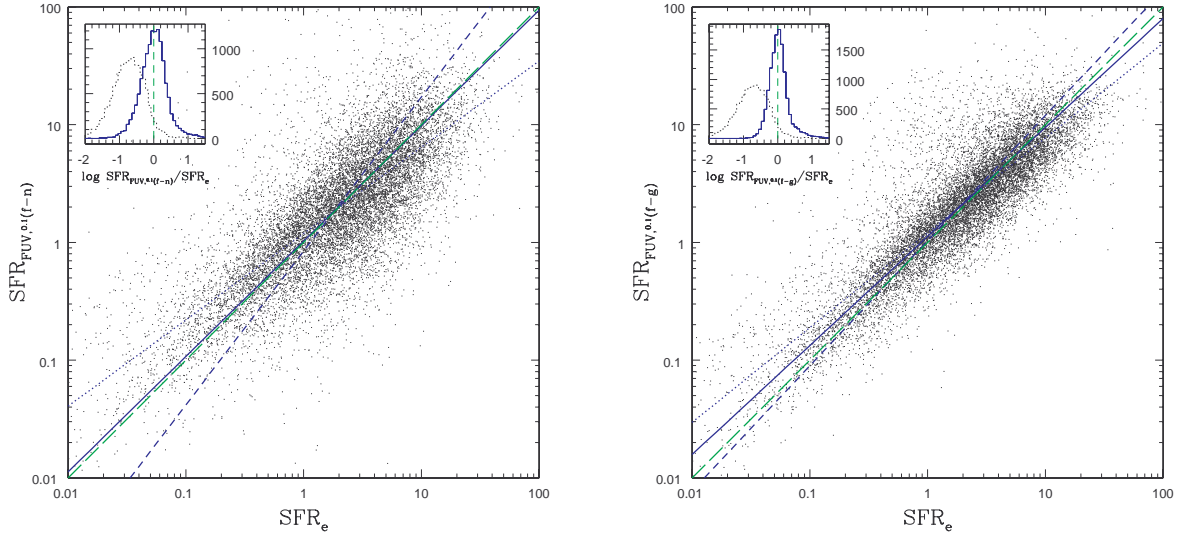 100
10
1
0.1
0.01
0.01 0.1 1 10 100
SFR_e
SFR_FUV,^0.1(f−n)
1000
500
0
-2 -1 0 1
log SFR_FUV,^0.1(f−n)/SFR_e
100
10
1
0.1
0.01
0.01 0.1 1 10 100
SFR_e
SFR_FUV,^0.1(f−g)
1500
1000
500
0
-2 -1 0 1
log SFR_FUV,^0.1(f−g)/SFR_e